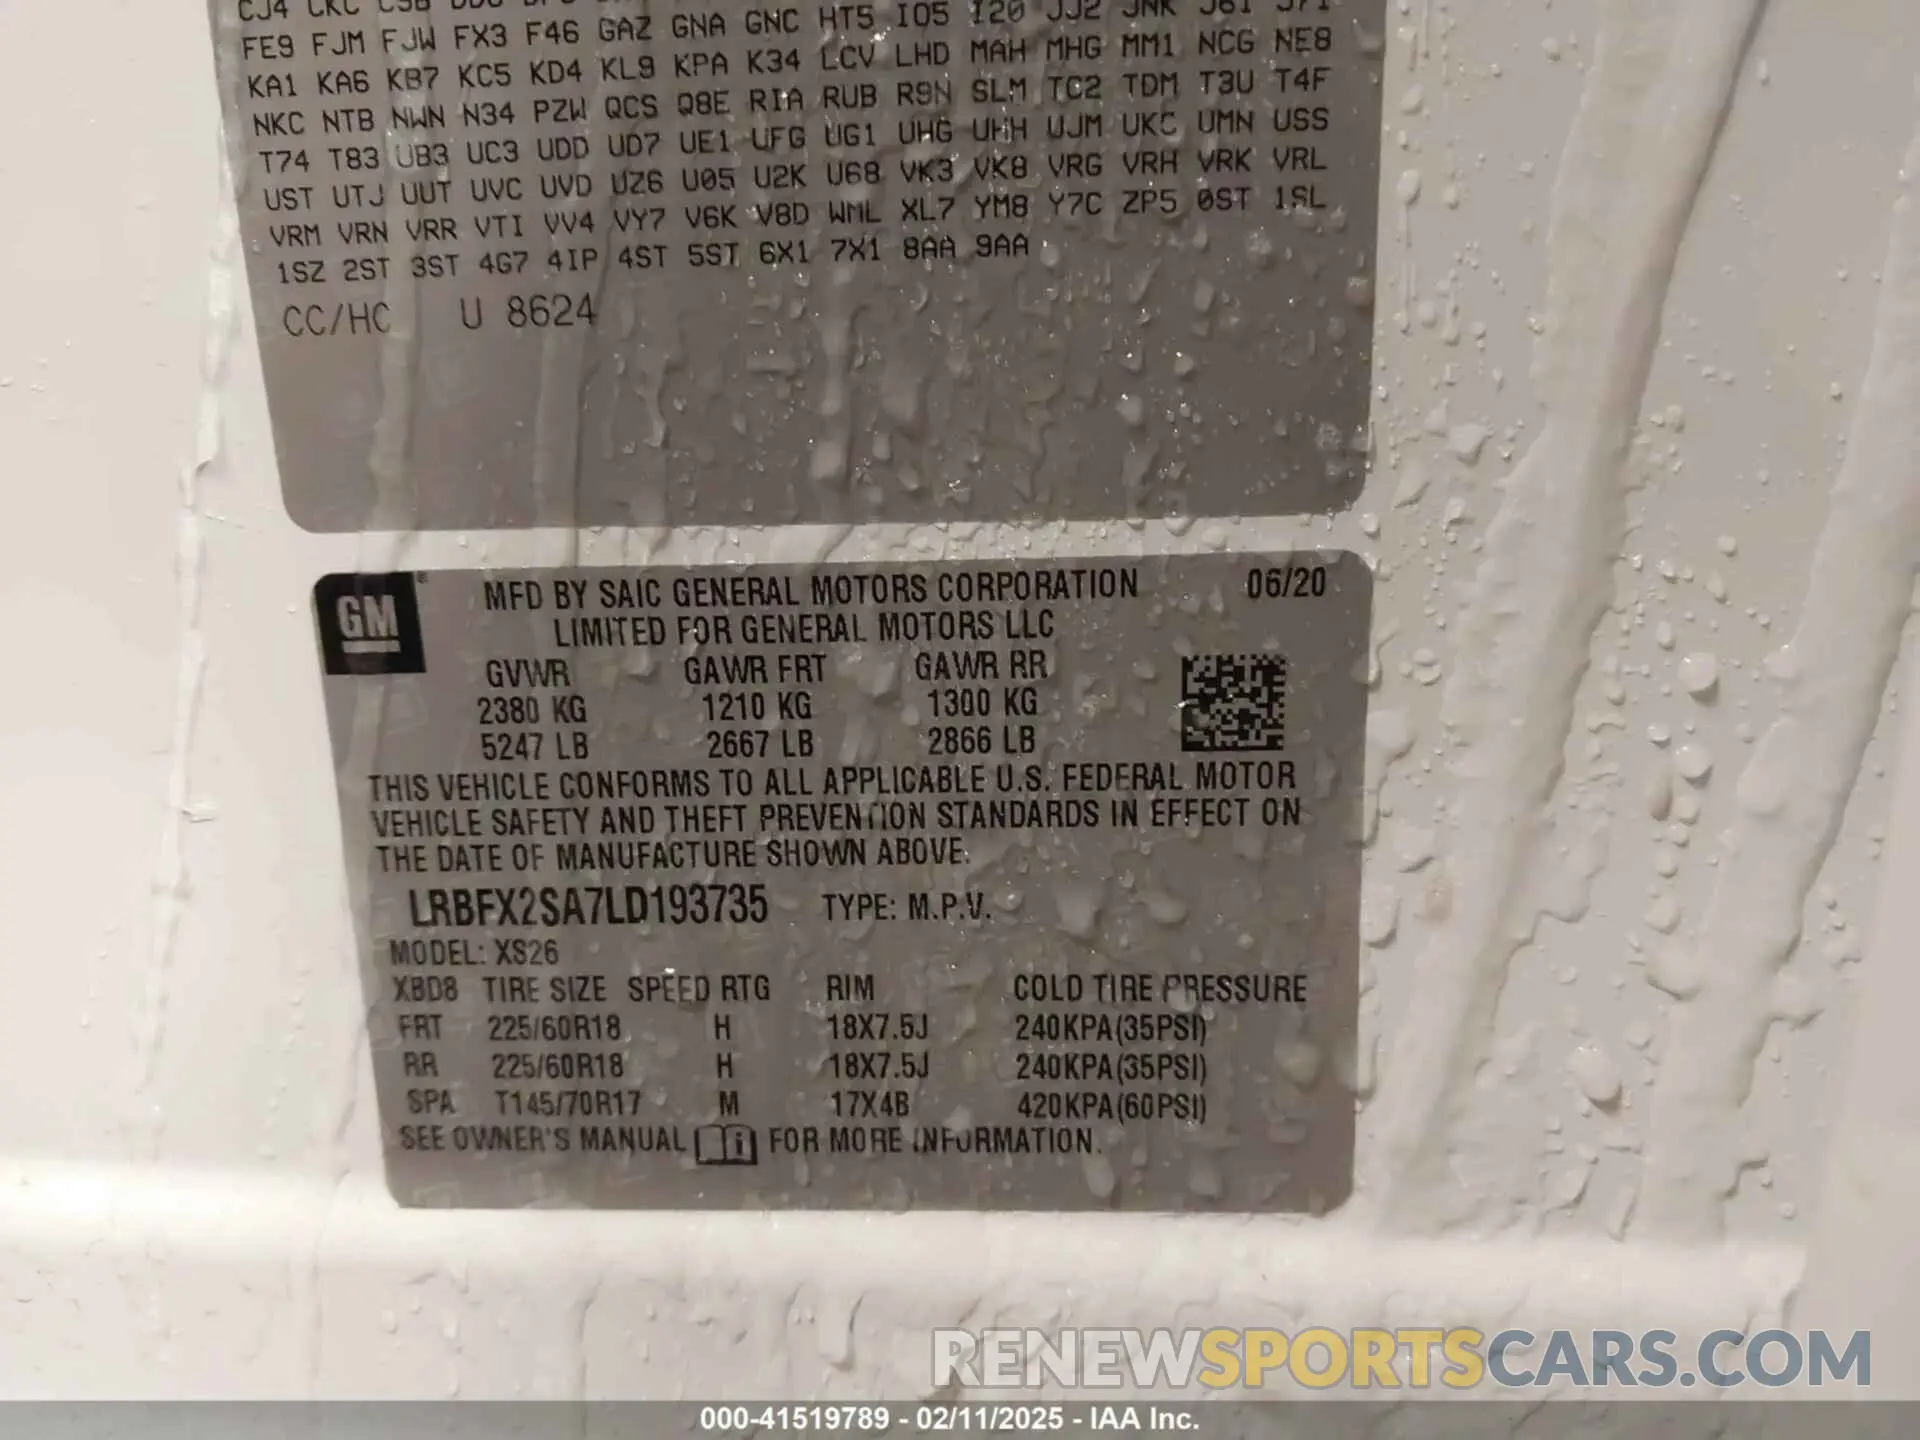 CJ4 CKC
FE9 FJM FJW FX3 F46 GAZ GNA GNC HT5 IO5 I20 JJ2 JNK J61 J71
KA1 KA6 KB7 KC5 KD4 KL9 KPA K34 LCV LHD MAH MHG MM1 NCG NE8
NKC NTB NWN N34 PZW QCS Q8E RIA RUB R9N SLM TC2 TDM T3U T4F
T74 T83 UB3 UC3 UDD UD7 UE1 UFG UG1 UHG UHH UJM UKC UMN USS
UST UTJ UUT UVC UVD UZ6 U05 U2K U68 VK3 VK8 VRG VRH VRK VRL
VRM VRN VRR VTI VV4 VY7 V6K V8D WML XL7 YM8 Y7C ZP5 0ST 1SL
1SZ 2ST 3ST 4G7 4IP 4ST 5ST 6X1 7X1 8AA 9AA
CC/HC U 8624
GM ® MFD BY SAIC GENERAL MOTORS CORPORATION 06/20
LIMITED FOR GENERAL MOTORS LLC
GVWR GAWR FRT GAWR RR
2380 KG 1210 KG 1300 KG
5247 LB 2667 LB 2866 LB
THIS VEHICLE CONFORMS TO ALL APPLICABLE U.S. FEDERAL MOTOR
VEHICLE SAFETY AND THEFT PREVENTION STANDARDS IN EFFECT ON
THE DATE OF MANUFACTURE SHOWN ABOVE.
LRBFX2SA7LD193735 TYPE: M.P.V.
MODEL: XS26
XBD8 TIRE SIZE SPEED RTG RIM COLD TIRE PRESSURE
FRT 225/60R18 H 18X7.5J 240KPA(35PSI)
RR 225/60R18 H 18X7.5J 240KPA(35PSI)
SPA T145/70R17 M 17X4B 420KPA(60PSI)
SEE OWNER'S MANUAL i FOR MORE INFORMATION.
RENEWSPORTSCARS.COM
000-41519789 - 02/11/2025 - IAA Inc.